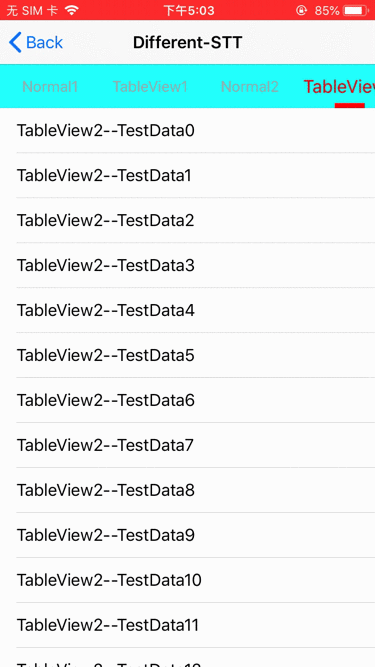 无 SIM 卡 下午5:03 85%
Back Different-STT
Normal1 TableView1 Normal2 TableView
TableView2--TestData0
TableView2--TestData1
TableView2--TestData2
TableView2--TestData3
TableView2--TestData4
TableView2--TestData5
TableView2--TestData6
TableView2--TestData7
TableView2--TestData8
TableView2--TestData9
TableView2--TestData10
TableView2--TestData11